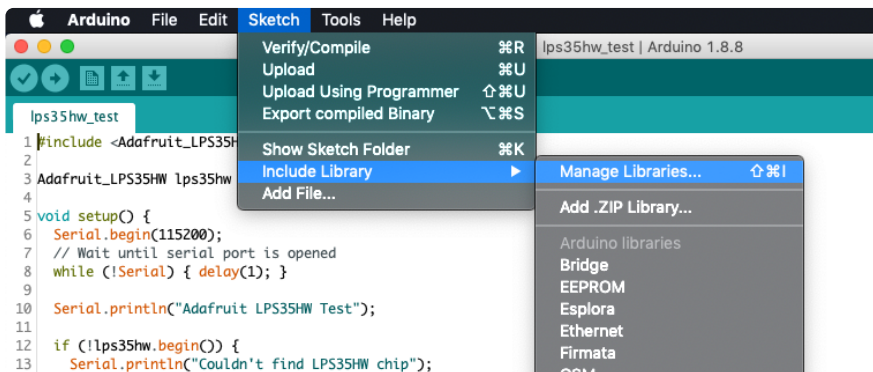 Arduino File Edit Sketch Tools Help
lps35hw_test | Arduino 1.8.8
Verify/Compile ⌘R
Upload ⌘U
Upload Using Programmer ⇧⌘U
Export compiled Binary ⌥⌘S
Show Sketch Folder ⌘K
Include Library ▶
Add File...
Manage Libraries... ⇧⌘I
Add .ZIP Library...
Arduino libraries
Bridge
EEPROM
Esplora
Ethernet
Firmata
lps35hw_test
1 #include <Adafruit_LPS35H
2
3 Adafruit_LPS35HW lps35hw
4
5 void setup() {
6 Serial.begin(115200);
7 // Wait until serial port is opened
8 while (!Serial) { delay(1); }
9
10 Serial.println("Adafruit LPS35HW Test");
11
12 if (!lps35hw.begin()) {
13 Serial.println("Couldn't find LPS35HW chip");